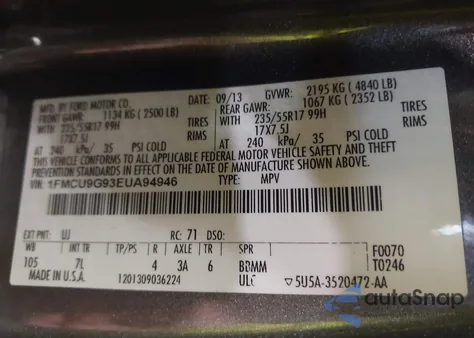 MFD. BY FORD MOTOR CO.
DATE: 09/13 GVWR: 2195 KG ( 4840 LB)
FRONT GAWR: 1134 KG ( 2500 LB) REAR GAWR: 1067 KG ( 2352 LB)
WITH 235/55R17 99H TIRES WITH 235/55R17 99H TIRES
17X7.5J RIMS 17X7.5J RIMS
AT 240 kPa/ 35 PSI COLD AT 240 kPa/ 35 PSI COLD
THIS VEHICLE CONFORMS TO ALL APPLICABLE FEDERAL MOTOR VEHICLE SAFETY AND THEFT
PREVENTION STANDARDS IN EFFECT ON THE DATE OF MANUFACTURE SHOWN ABOVE.
VIN: 1FMCU9G93EUA94946 TYPE: MPV
EXT PNT: UJ RC: 71 DSO:
WB INT TR TP/PS R AXLE TR SPR F0070
105 7L 4 3A 6 BBMM T0246
MADE IN U.S.A. 1201309036224 ULC 5U5A-3520472-AA
autoSnap